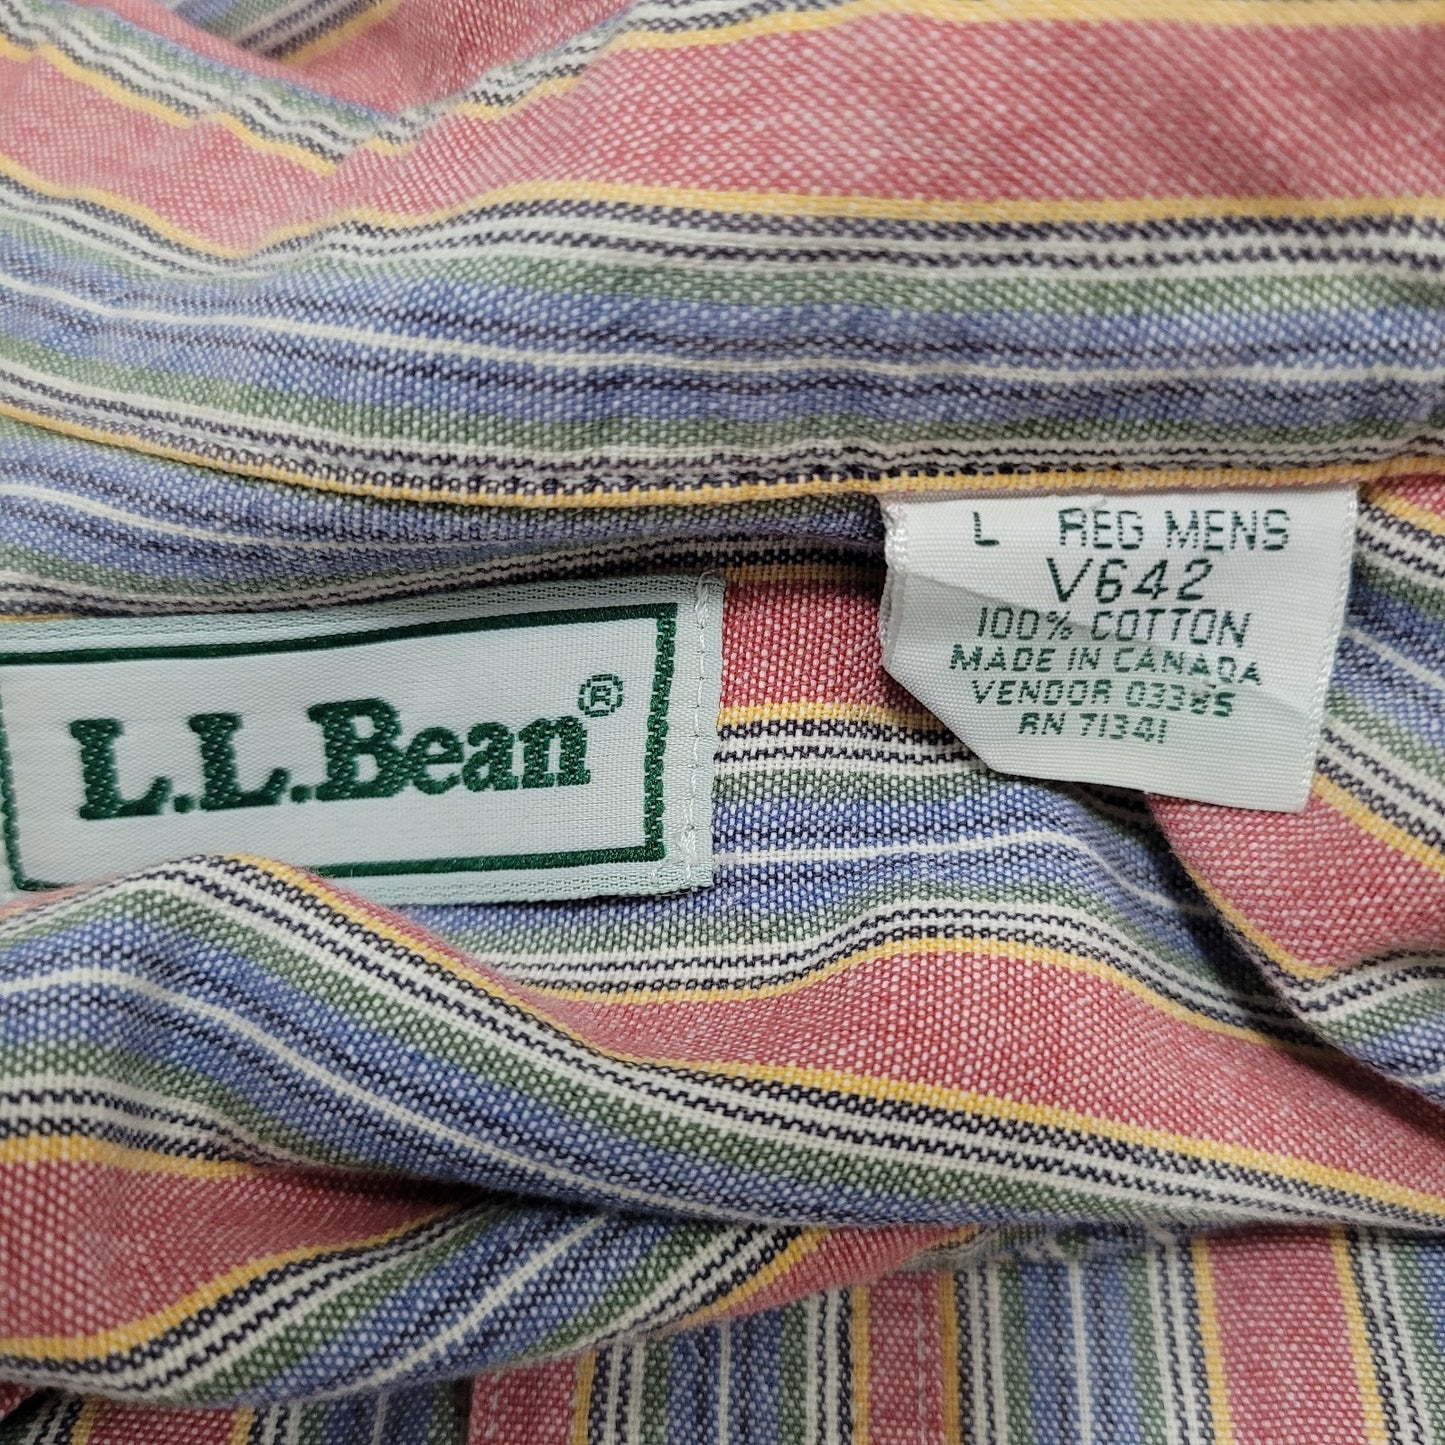 L.L.Bean®
L REG MENS
V642
100% COTTON
MADE IN CANADA
VENDOR 03385
RN 71341